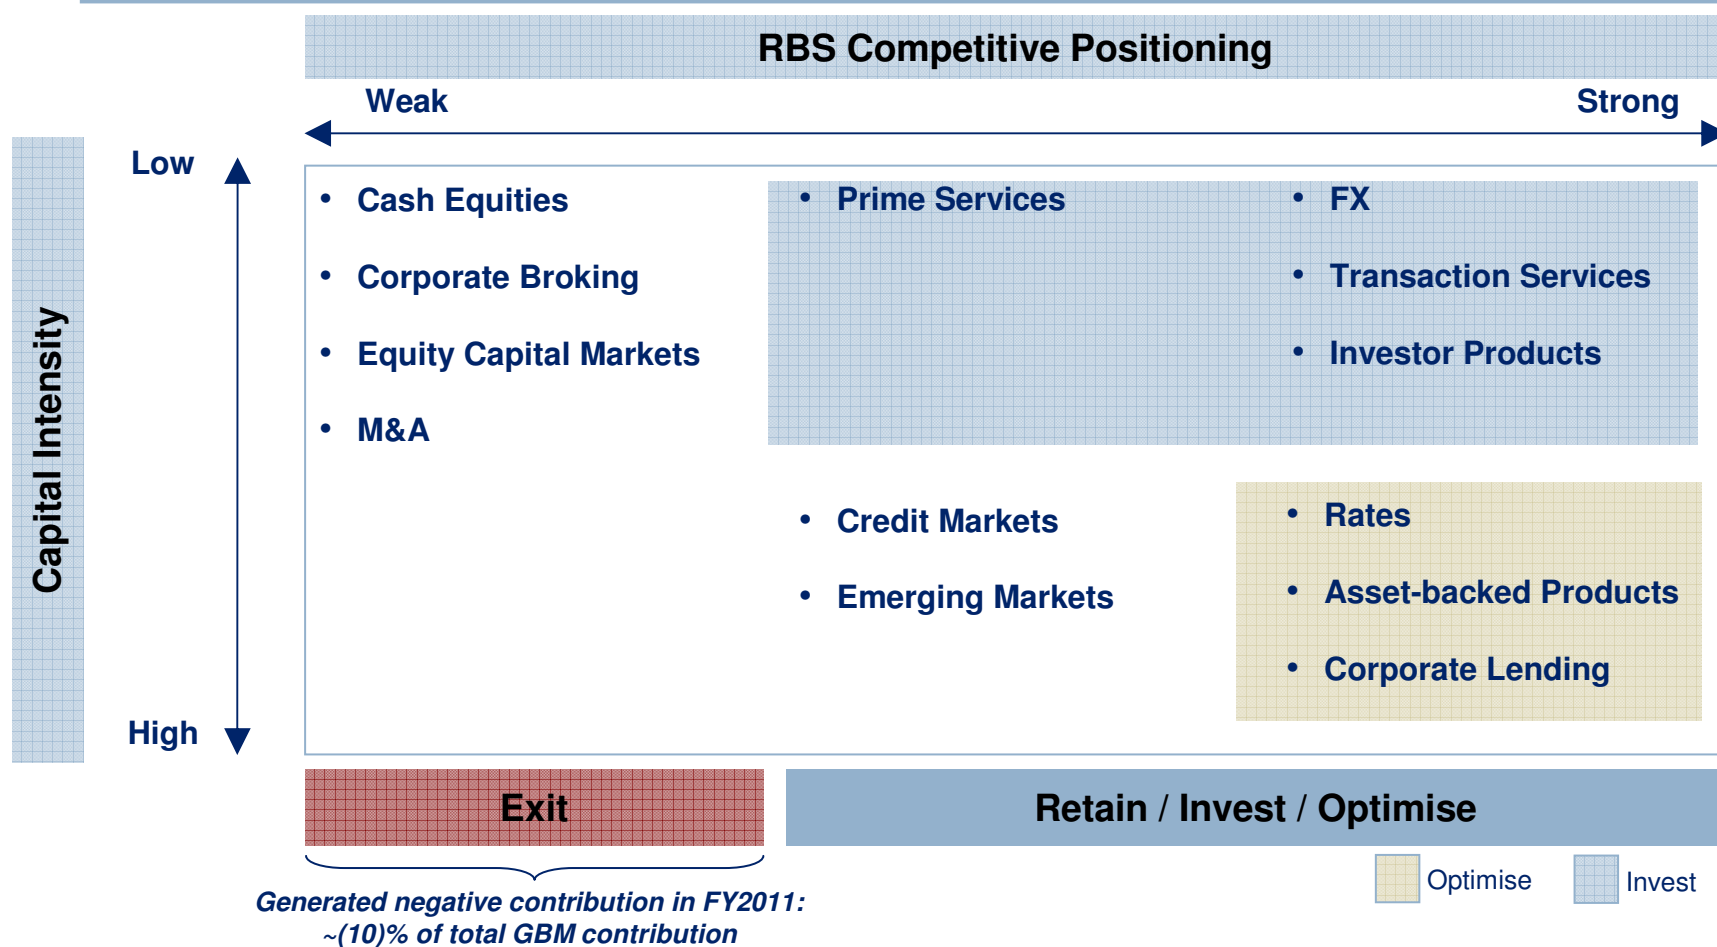 RBS Competitive Positioning
Weak
Strong
Capital Intensity
Low
High
• Cash Equities
• Corporate Broking
• Equity Capital Markets
• M&A
• Prime Services
• FX
• Transaction Services
• Investor Products
• Credit Markets
• Emerging Markets
• Rates
• Asset-backed Products
• Corporate Lending
Exit
Retain / Invest / Optimise
Generated negative contribution in FY2011:
~(10)% of total GBM contribution
Optimise
Invest